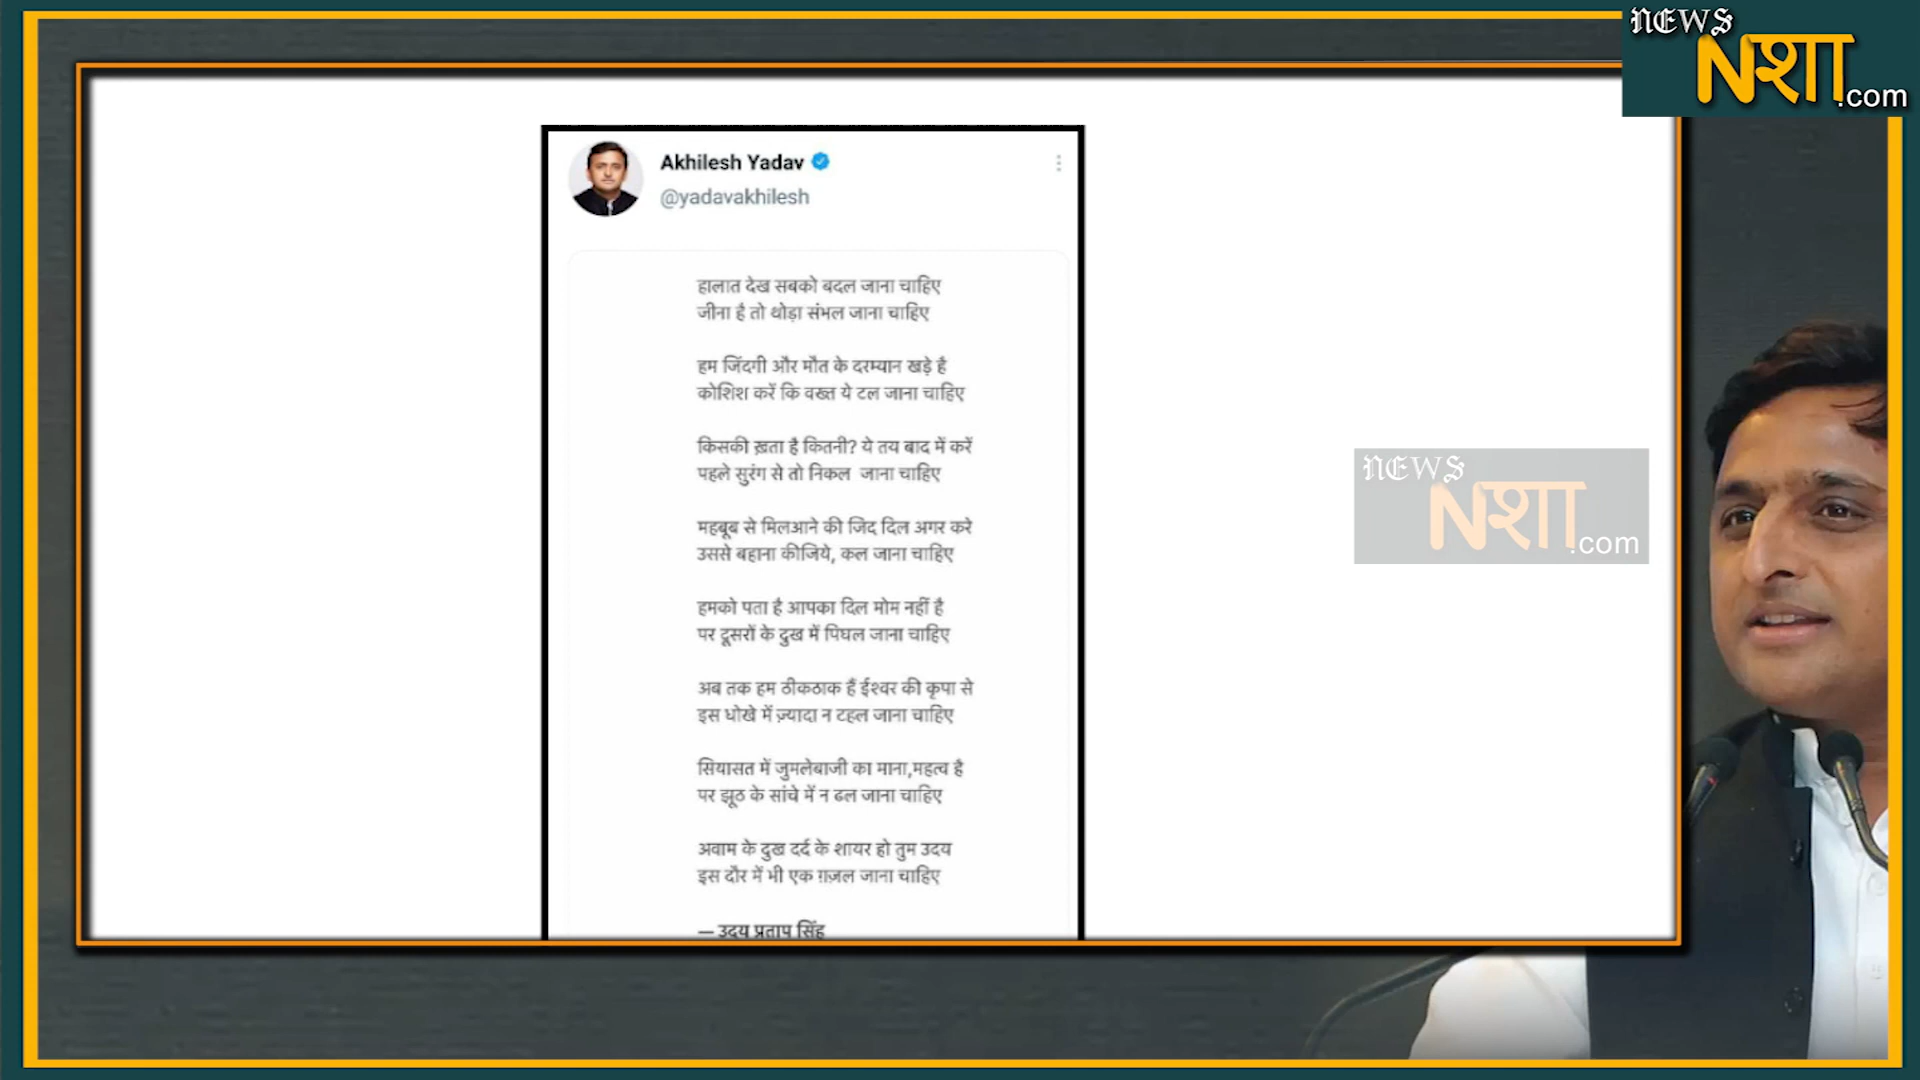 NEWS
Nशा.com
Akhilesh Yadav
@yadavakhilesh
हालात देख सबको बदल जाना चाहिए
जीना है तो थोड़ा संभल जाना चाहिए
हम जिंदगी और मौत के दरम्यान खड़े है
कोशिश करें कि वख्त ये टल जाना चाहिए
किसकी ख़ता है कितनी? ये तय बाद में करें
पहले सुरंग से तो निकल जाना चाहिए
महबूब से मिलआने की जिद दिल अगर करे
उससे बहाना कीजिये, कल जाना चाहिए
हमको पता है आपका दिल मोम नहीं है
पर दूसरों के दुख में पिघल जाना चाहिए
अब तक हम ठीकठाक हैं ईश्वर की कृपा से
इस धोखे में ज़्यादा न टहल जाना चाहिए
सियासत में जुमलेबाजी का माना,महत्व है
पर झूठ के सांचे में न ढल जाना चाहिए
अवाम के दुख दर्द के शायर हो तुम उदय
इस दौर में भी एक ग़ज़ल जाना चाहिए
— उदय प्रताप सिंह
NEWS
Nशा.com